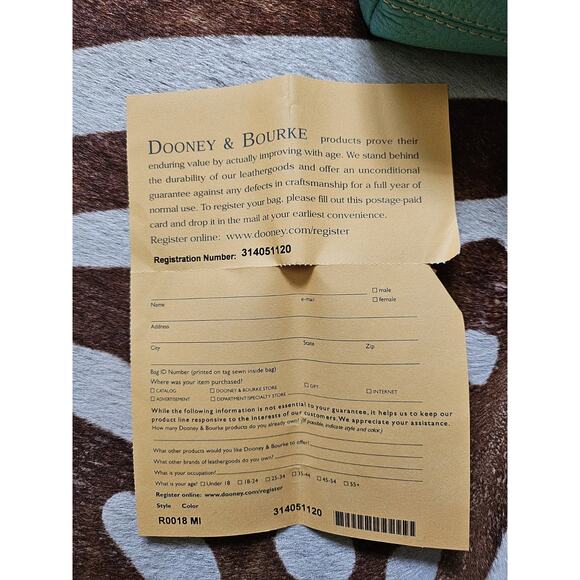 DOONEY & BOURKE products prove their
enduring value by actually improving with age. We stand behind
the durability of our leathergoods and offer an unconditional
guarantee against any defects in craftsmanship for a full year of
normal use. To register your bag, please fill out this postage-paid
card and drop it in the mail at your earliest convenience.
Register online: www.dooney.com/register
Registration Number: 314051120
☐ male
Name e-mail ☐ female
Address
City State Zip
Bag ID Number (printed on tag sewn inside bag)
Where was your item purchased?
☐ CATALOG ☐ DOONEY & BOURKE STORE ☐ GIFT ☐ INTERNET
☐ ADVERTISEMENT ☐ DEPARTMENT/SPECIALTY STORE
While the following information is not essential to your guarantee, it helps us to keep our
product line responsive to the interests of our customers. We appreciate your assistance.
How many Dooney & Bourke products do you already own? (If possible, indicate style and color.)
What other products would you like Dooney & Bourke to offer?
What other brands of leathergoods do you own?
What is your occupation?
What is your age? ☐ Under 18 ☐ 18-24 ☐ 25-34 ☐ 35-44 ☐ 45-54 ☐ 55+
Register online: www.dooney.com/register
Style Color
R0018 MI 314051120